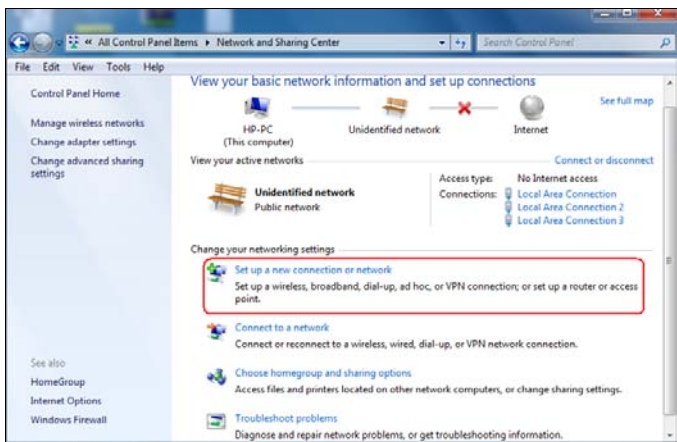 « All Control Panel Items ▸ Network and Sharing Center
Search Control Panel
File Edit View Tools Help
Control Panel Home
Manage wireless networks
Change adapter settings
Change advanced sharing
settings
See also
HomeGroup
Internet Options
Windows Firewall
View your basic network information and set up connections
See full map
HP-PC
(This computer)
Unidentified network
Internet
View your active networks
Connect or disconnect
Unidentified network
Public network
Access type: No Internet access
Connections: Local Area Connection
Local Area Connection 2
Local Area Connection 3
Change your networking settings
Set up a new connection or network
Set up a wireless, broadband, dial-up, ad hoc, or VPN connection; or set up a router or access
point.
Connect to a network
Connect or reconnect to a wireless, wired, dial-up, or VPN network connection.
Choose homegroup and sharing options
Access files and printers located on other network computers, or change sharing settings.
Troubleshoot problems
Diagnose and repair network problems, or get troubleshooting information.